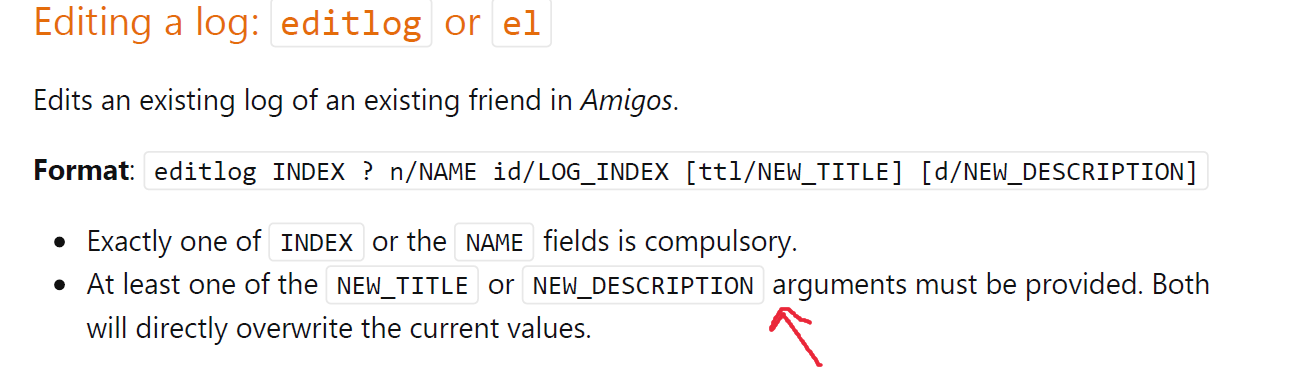 Editing a log: editlog or el
Edits an existing log of an existing friend in Amigos.
Format: editlog INDEX ? n/NAME id/LOG_INDEX [ttl/NEW_TITLE] [d/NEW_DESCRIPTION]
• Exactly one of INDEX or the NAME fields is compulsory.
• At least one of the NEW_TITLE or NEW_DESCRIPTION arguments must be provided. Both
will directly overwrite the current values.